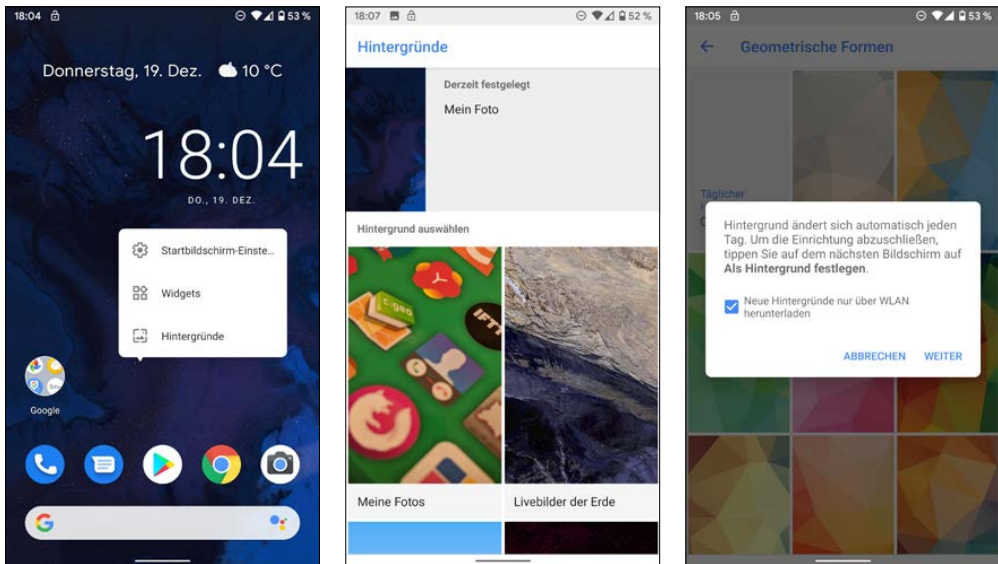 18:04
53 %
Donnerstag, 19. Dez. 10 °C
18:04
DO., 19. DEZ.
Startbildschirm-Einste...
Widgets
Hintergründe
Google
18:07
52 %
Hintergründe
Derzeit festgelegt
Mein Foto
Hintergrund auswählen
c:geo
IFTT
Meine Fotos
Livebilder der Erde
18:05
53 %
Geometrische Formen
Täglicher
Hintergrund ändert sich automatisch jeden
Tag. Um die Einrichtung abzuschließen,
tippen Sie auf dem nächsten Bildschirm auf
Als Hintergrund festlegen.
Neue Hintergründe nur über WLAN
herunterladen
ABBRECHEN WEITER